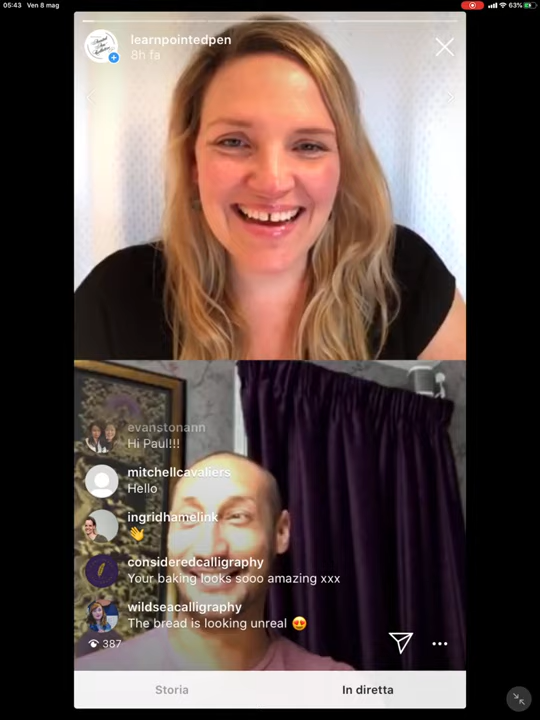 05:43 Ven 8 mag
63%
learnpointedpen
8h fa
evanstonann
Hi Paul!!!
mitchellcavaliers
Hello
ingridhamelink
👋
consideredcalligraphy
Your baking looks sooo amazing xxx
wildseacalligraphy
The bread is looking unreal 😍
387
Storia
In diretta